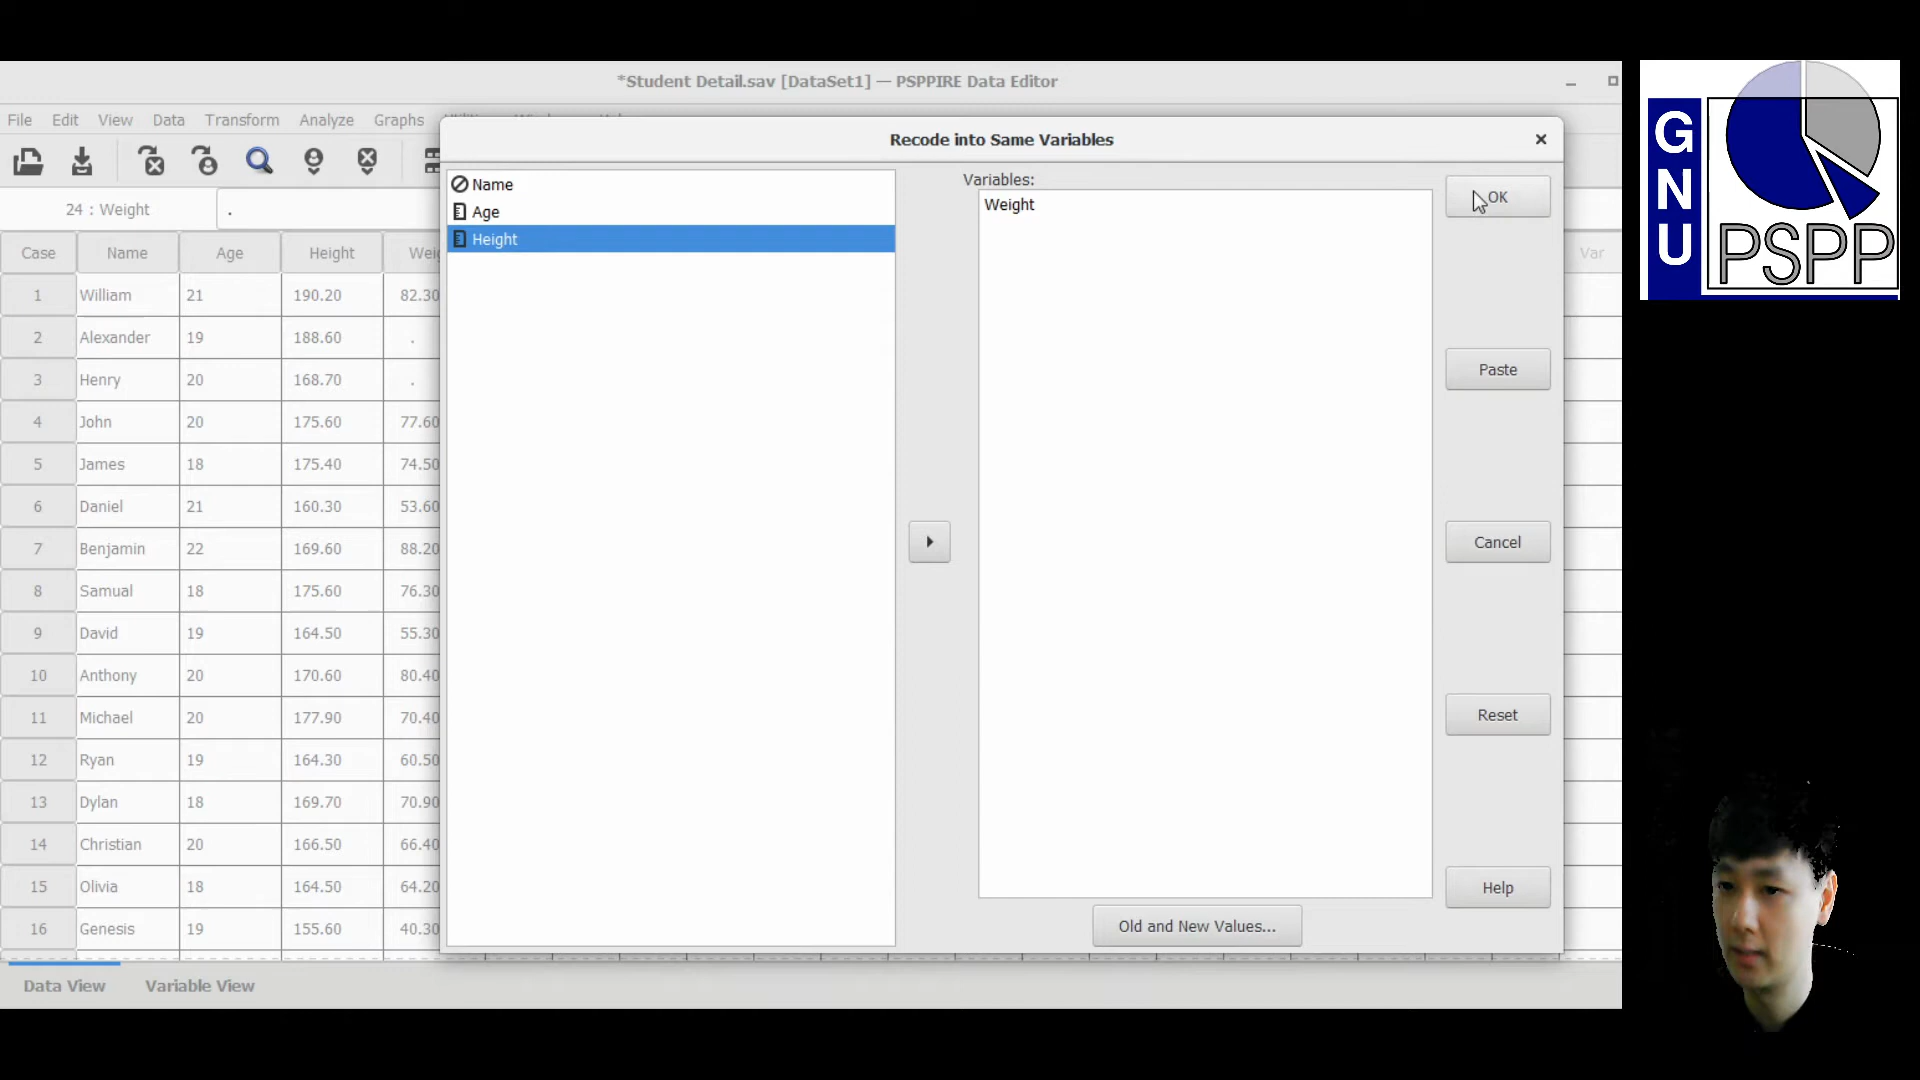 *Student Detail.sav [DataSet1] — PSPPIRE Data Editor
File Edit View Data Transform Analyze Graphs
Recode into Same Variables
24 : Weight .
Name
Age
Height
Variables:
Weight
OK
Paste
Cancel
Reset
Help
Old and New Values...
Case Name Age Height Weig Var
1 William 21 190.20 82.30
2 Alexander 19 188.60 .
3 Henry 20 168.70 .
4 John 20 175.60 77.60
5 James 18 175.40 74.50
6 Daniel 21 160.30 53.60
7 Benjamin 22 169.60 88.20
8 Samual 18 175.60 76.30
9 David 19 164.50 55.30
10 Anthony 20 170.60 80.40
11 Michael 20 177.90 70.40
12 Ryan 19 164.30 60.50
13 Dylan 18 169.70 70.90
14 Christian 20 166.50 66.40
15 Olivia 18 164.50 64.20
16 Genesis 19 155.60 40.30
Data View Variable View
GNU
PSPP